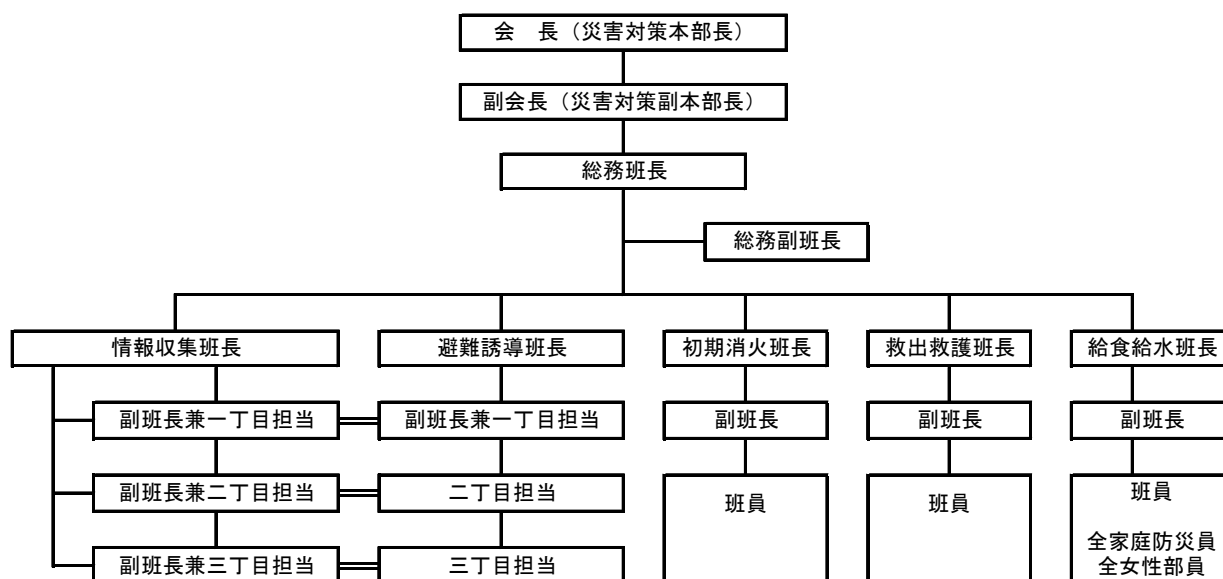 会　長（災害対策本部長）
副会長（災害対策副本部長）
総務班長
総務副班長
情報収集班長
避難誘導班長
初期消火班長
救出救護班長
給食給水班長
副班長兼一丁目担当
副班長兼一丁目担当
副班長
副班長
副班長
副班長兼二丁目担当
二丁目担当
班員
班員
班員
全家庭防災員
全女性部員
副班長兼三丁目担当
三丁目担当